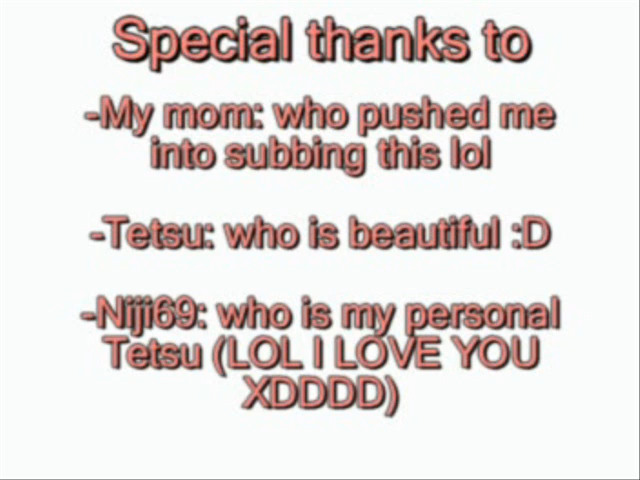 Special thanks to
-My mom: who pushed me
into subbing this lol
-Tetsu: who is beautiful :D
-Niji69: who is my personal
Tetsu (LOL I LOVE YOU
XDDDD)